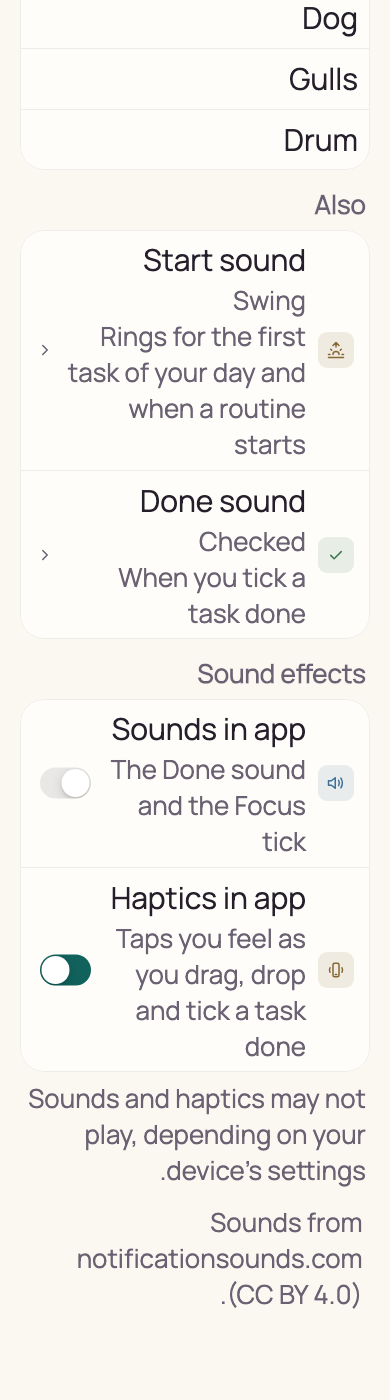 Dog
Gulls
Drum
Also
Start sound
Swing
Rings for the first
task of your day and
when a routine
starts
Done sound
Checked
When you tick a
task done
Sound effects
Sounds in app
The Done sound
and the Focus
tick
Haptics in app
Taps you feel as
you drag, drop
and tick a task
done
Sounds and haptics may not
play, depending on your
.device's settings
Sounds from
notificationsounds.com
.(CC BY 4.0)